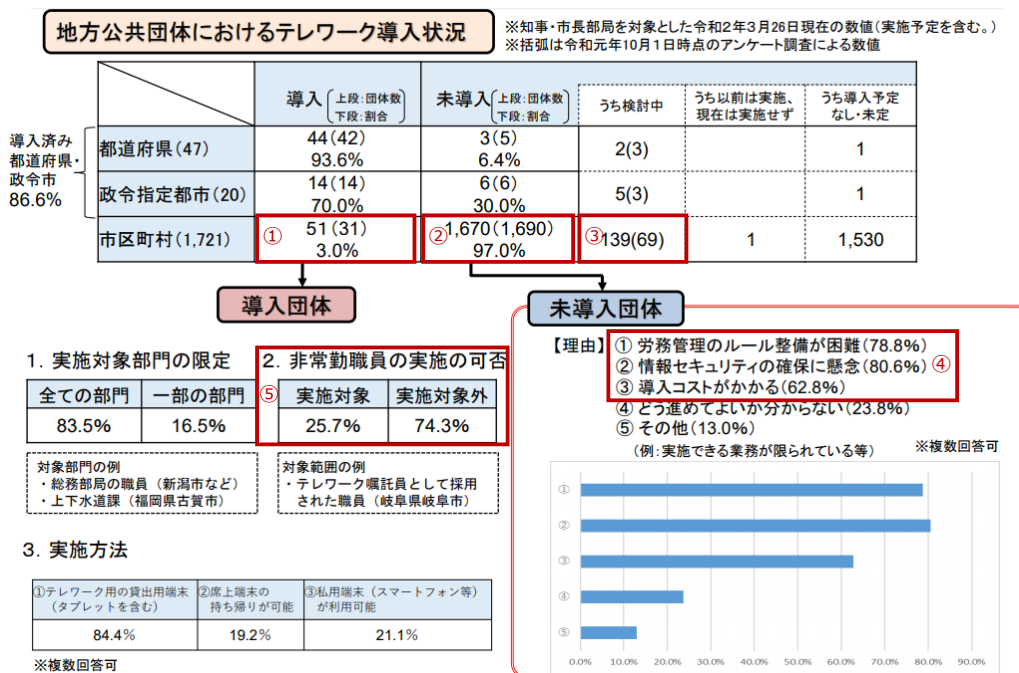 地方公共団体におけるテレワーク導入状況
※知事・市長部局を対象とした令和2年3月26日現在の数値(実施予定を含む。)
※括弧は令和元年10月1日時点のアンケート調査による数値
導入 上段:団体数 下段:割合
未導入 上段:団体数 下段:割合
うち検討中
うち以前は実施、現在は実施せず
うち導入予定なし・未定
導入済み
都道府県・
政令市
86.6%
都道府県(47)
44(42)
93.6%
3(5)
6.4%
2(3)
1
政令指定都市(20)
14(14)
70.0%
6(6)
30.0%
5(3)
1
市区町村(1,721)
① 51(31)
3.0%
② 1,670(1,690)
97.0%
③ 139(69)
1
1,530
導入団体
未導入団体
1. 実施対象部門の限定
全ての部門 一部の部門
83.5% 16.5%
対象部門の例
・総務部局の職員(新潟市など)
・上下水道課(福岡県古賀市)
2. 非常勤職員の実施の可否
⑤
実施対象 実施対象外
25.7% 74.3%
対象範囲の例
・テレワーク嘱託員として採用
された職員(岐阜県岐阜市)
3. 実施方法
①テレワーク用の貸出用端末
(タブレットを含む)
②席上端末の
持ち帰りが可能
③私用端末(スマートフォン等)
が利用可能
84.4% 19.2% 21.1%
※複数回答可
【理由】① 労務管理のルール整備が困難(78.8%)
② 情報セキュリティの確保に懸念(80.6%)
③ 導入コストがかかる(62.8%)
④
④ どう進めてよいか分からない(23.8%)
⑤ その他(13.0%)
(例:実施できる業務が限られている等)
※複数回答可
①
②
③
④
⑤
0.0% 10.0% 20.0% 30.0% 40.0% 50.0% 60.0% 70.0% 80.0% 90.0%